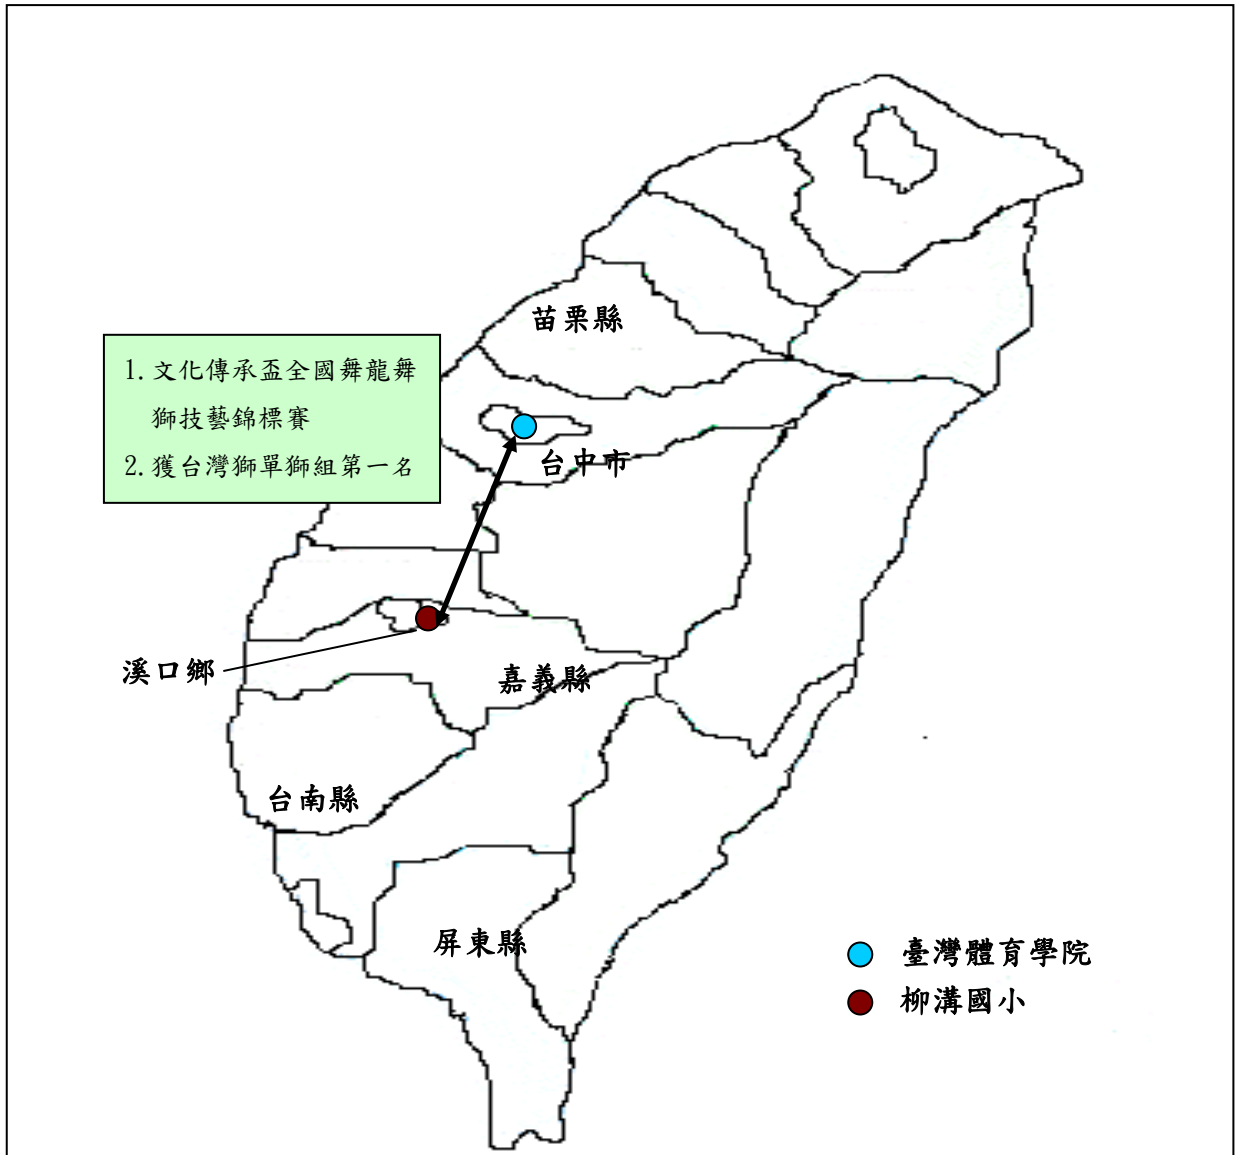 苗栗縣
1. 文化傳承盃全國舞龍舞
獅技藝錦標賽
2. 獲台灣獅單獅組第一名
台中市
溪口鄉
嘉義縣
台南縣
屏東縣
臺灣體育學院
柳溝國小